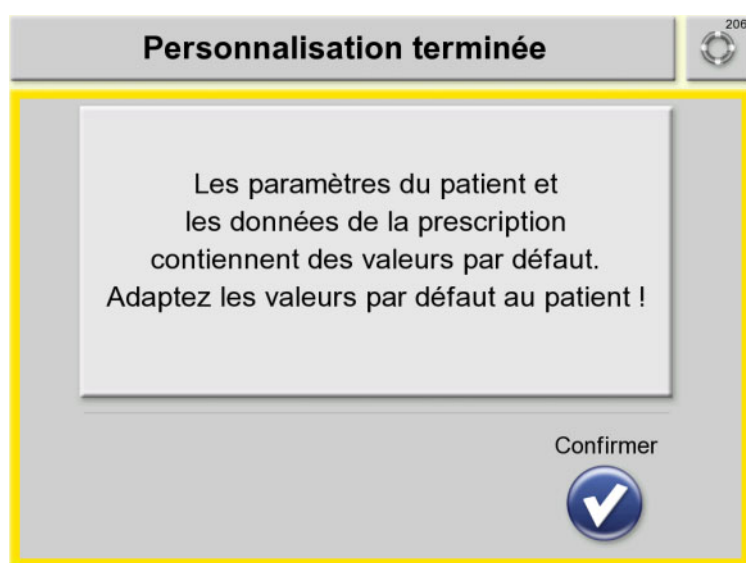 Personnalisation terminée
206
Les paramètres du patient et
les données de la prescription
contiennent des valeurs par défaut.
Adaptez les valeurs par défaut au patient !
Confirmer